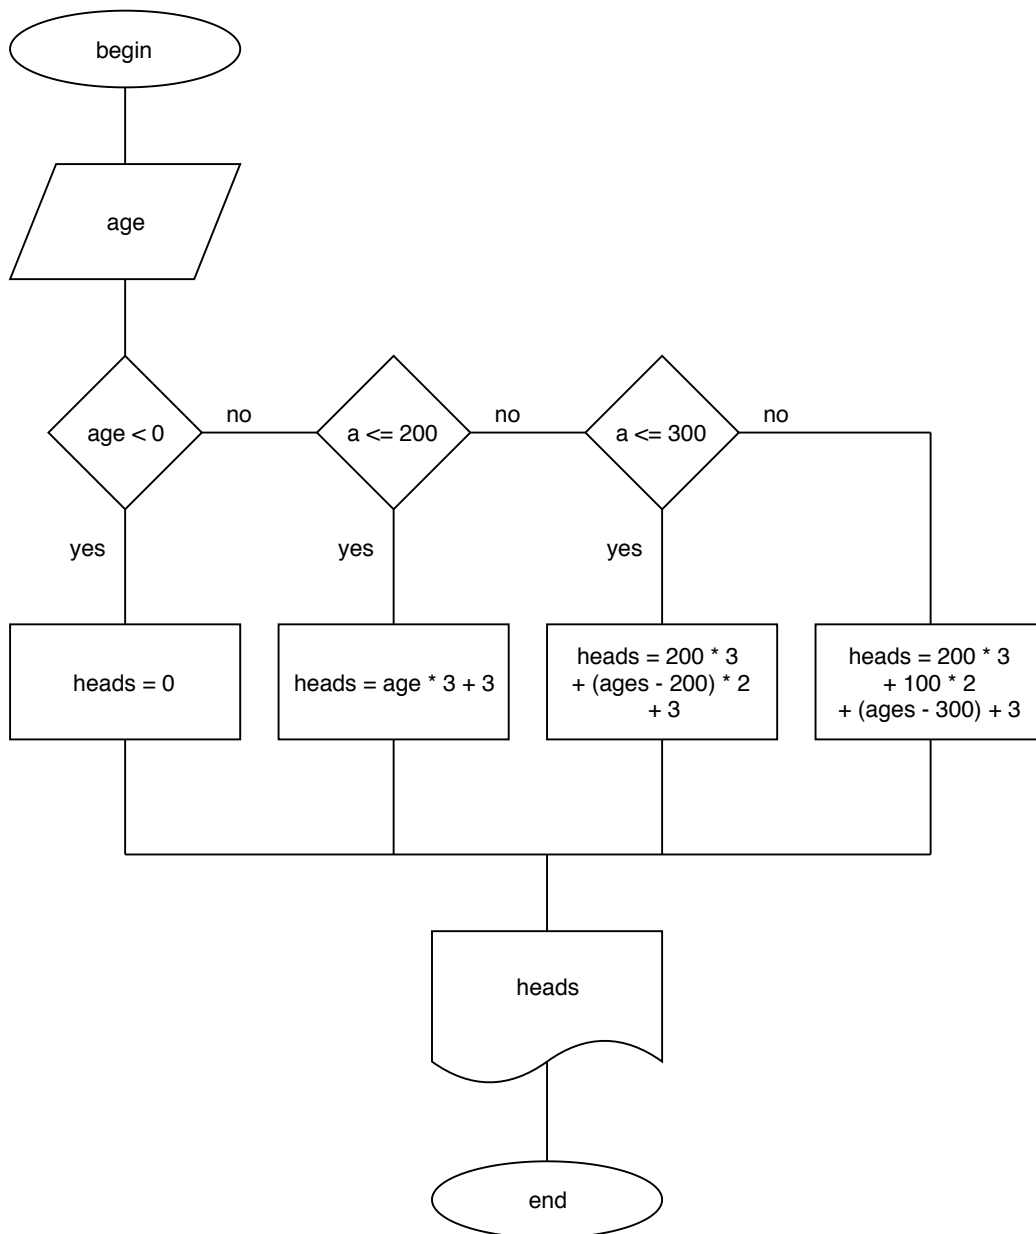 begin
age
age < 0
no
a <= 200
no
a <= 300
no
yes
yes
yes
heads = 0
heads = age * 3 + 3
heads = 200 * 3
+ (ages - 200) * 2
+ 3
heads = 200 * 3
+ 100 * 2
+ (ages - 300) + 3
heads
end